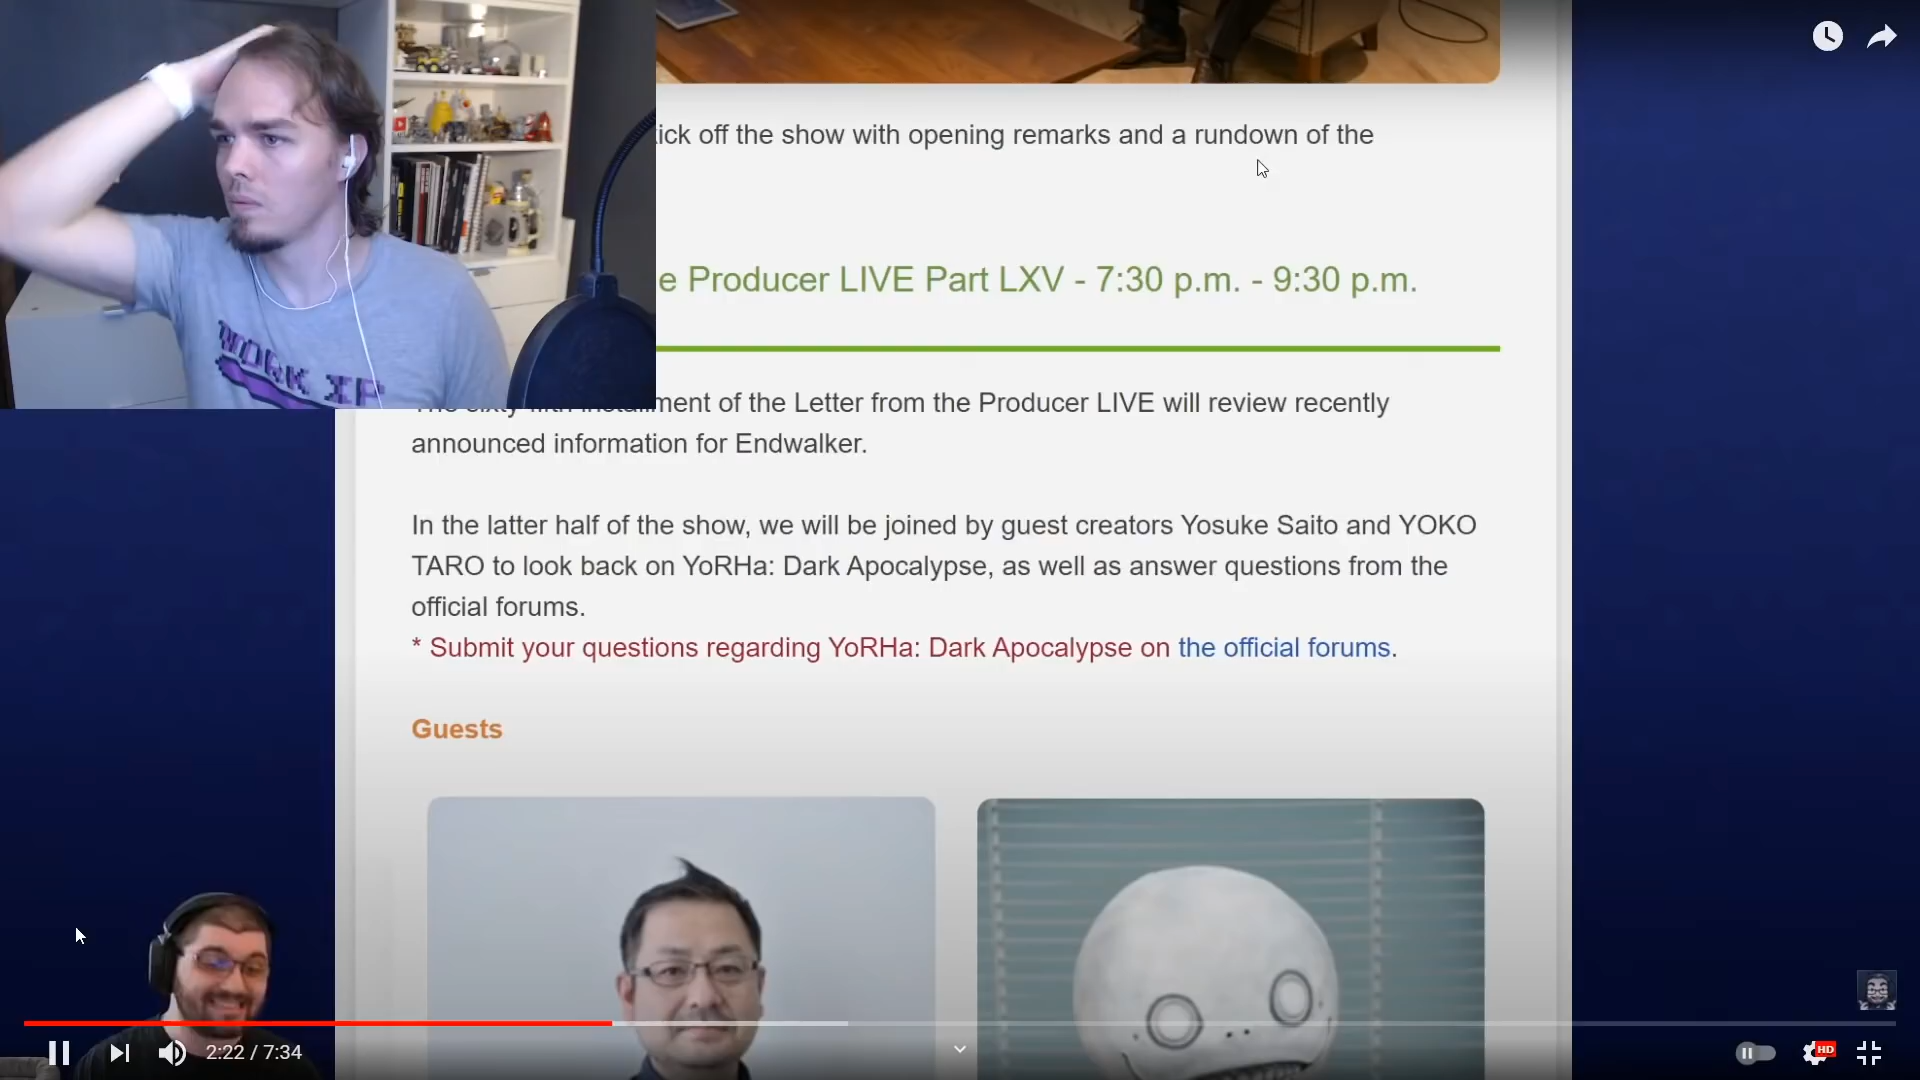 ick off the show with opening remarks and a rundown of the
e Producer LIVE Part LXV - 7:30 p.m. - 9:30 p.m.
WORK IP
installment of the Letter from the Producer LIVE will review recently
announced information for Endwalker.
In the latter half of the show, we will be joined by guest creators Yosuke Saito and YOKO
TARO to look back on YoRHa: Dark Apocalypse, as well as answer questions from the
official forums.
* Submit your questions regarding YoRHa: Dark Apocalypse on the official forums.
Guests
2:22 / 7:34
HD